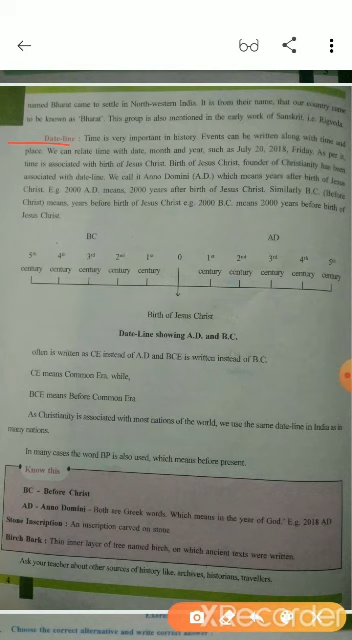 named Bharat came to settle in North-western India. It is from their name, that our country came
to be known as 'Bharat'. This group is also mentioned in the early work of Sanskrit, i.e. Rigveda.
Date-line : Time is very important in history. Events can be written along with time and
place. We can relate time with date, month and year, such as July 20, 2018, Friday. As per it,
time is associated with birth of Jesus Christ. Birth of Jesus Christ, founder of Christianity has been
associated with date-line. We call it Anno Domini (A.D.) which means years after birth of Jesus
Christ. E.g 2000 A.D. means, 2000 years after birth of Jesus Christ. Similarly B.C. (Before
Christ) means, years before birth of Jesus Christ e.g. 2000 B.C. means 2000 years before birth of
Jesus Christ.
BC AD
5th 4th 3rd 2nd 1st 0 1st 2nd 3rd 4th 5th
century century century century century century century century century century
Birth of Jesus Christ
Date-Line showing A.D. and B.C.
often is written as CE instead of A.D and BCE is written instead of B.C.
CE means Common Era, while,
BCE means Before Common Era
As Christianity is associated with most nations of the world, we use the same date-line in India as in
many nations.
In many cases the word BP is also used, which means before present.
Know this
BC - Before Christ
AD - Anno Domini - Both are Greek words. Which means in the year of God.' E.g. 2018 AD
Stone Inscription : An inscription carved on stone
Birch Bark : Thin inner layer of tree named birch, on which ancient texts were written.
Ask your teacher about other sources of history like, archives, historians, travellers.
4
XRecorder
Choose the correct alternative and write correct answer :